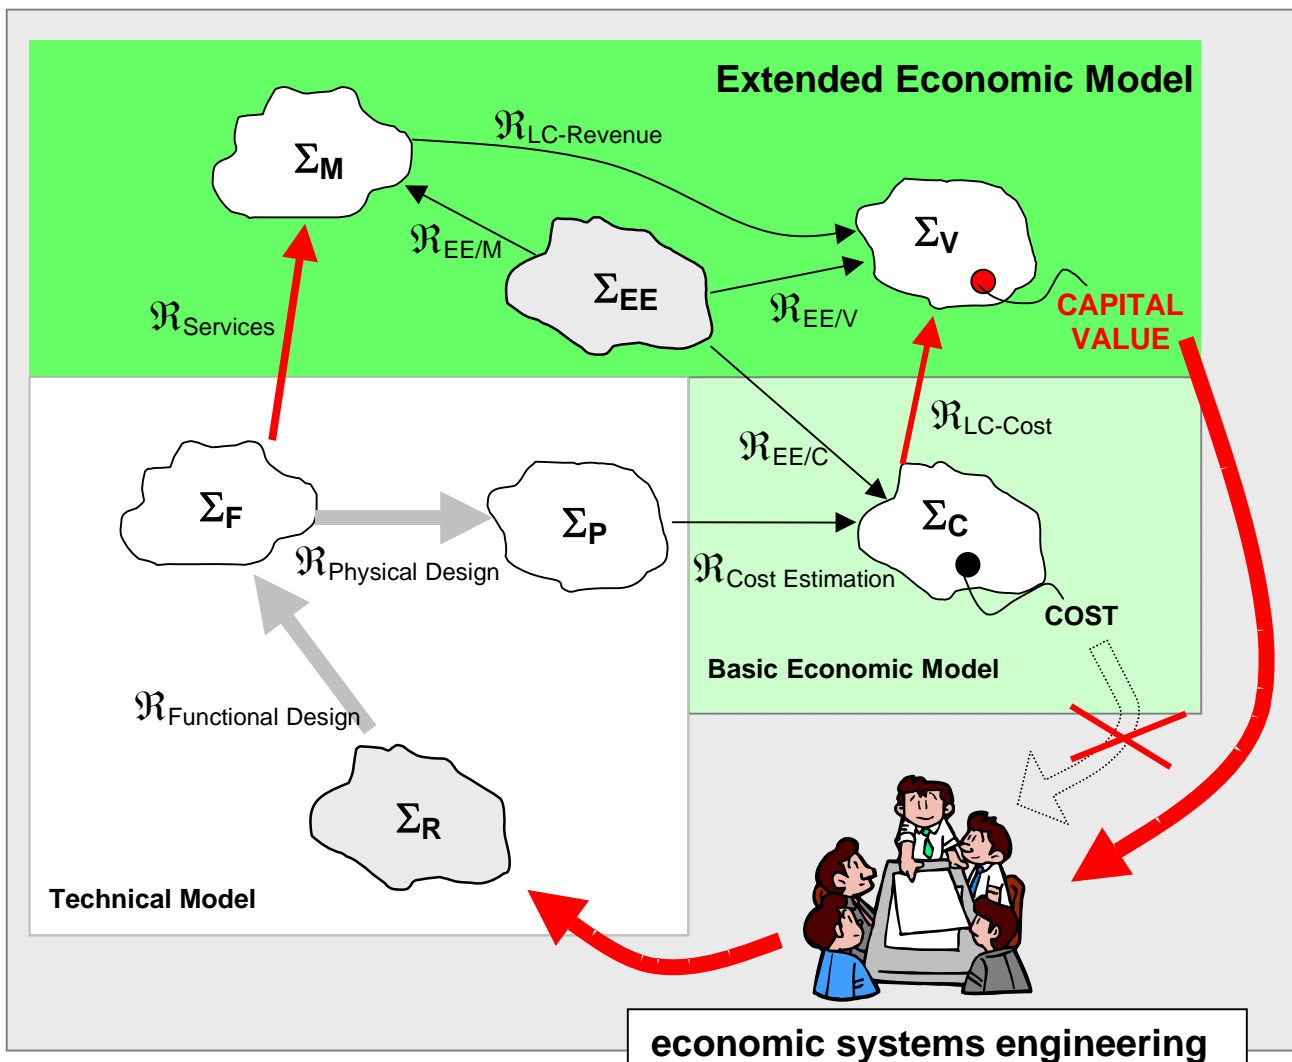 Extended Economic Model
ℜLC-Revenue
ΣM
ΣV
ℜEE/M
ΣEE
ℜServices
ℜEE/V
CAPITAL
VALUE
ℜLC-Cost
ℜEE/C
ΣF
ΣP
ΣC
ℜPhysical Design
ℜCost Estimation
COST
Basic Economic Model
ℜFunctional Design
ΣR
Technical Model
economic systems engineering